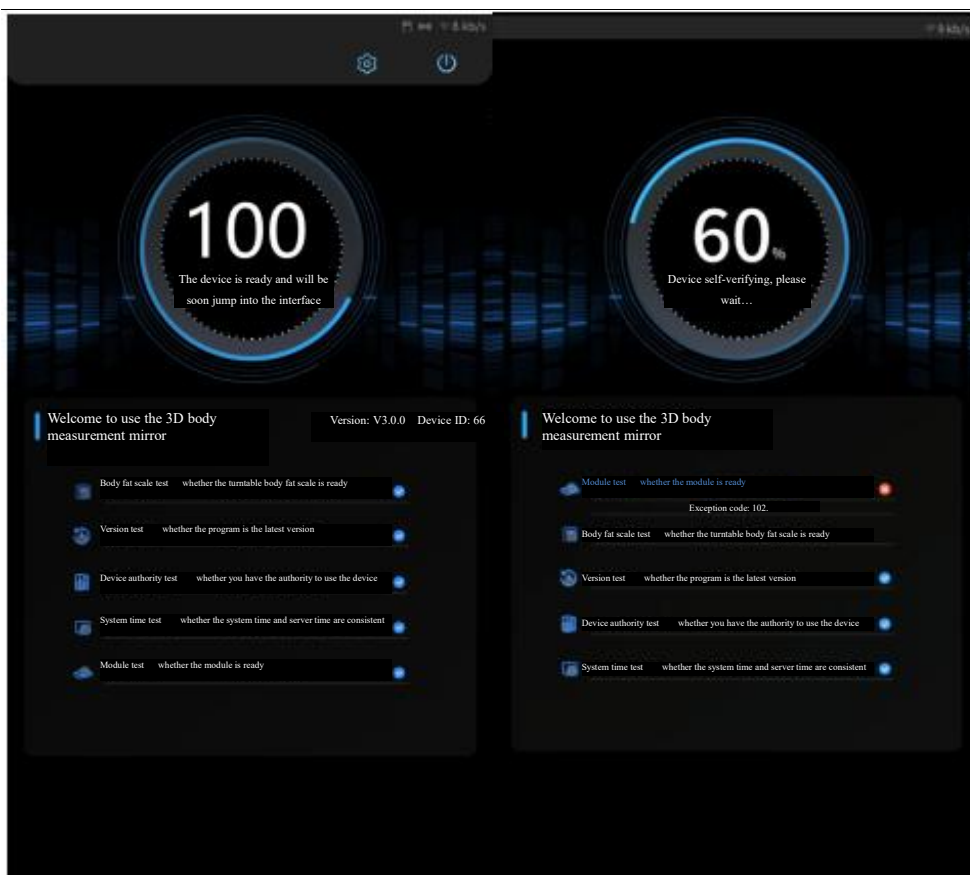 8 kb/s
100
The device is ready and will be
soon jump into the interface
Welcome to use the 3D body
measurement mirror
Version: V3.0.0 Device ID: 66
Body fat scale test whether the turntable body fat scale is ready
Version test whether the program is the latest version
Device authority test whether you have the authority to use the device
System time test whether the system time and server time are consistent
Module test whether the module is ready
60%
Device self-verifying, please
wait…
Welcome to use the 3D body
measurement mirror
Module test whether the module is ready
Exception code: 102.
Body fat scale test whether the turntable body fat scale is ready
Version test whether the program is the latest version
Device authority test whether you have the authority to use the device
System time test whether the system time and server time are consistent